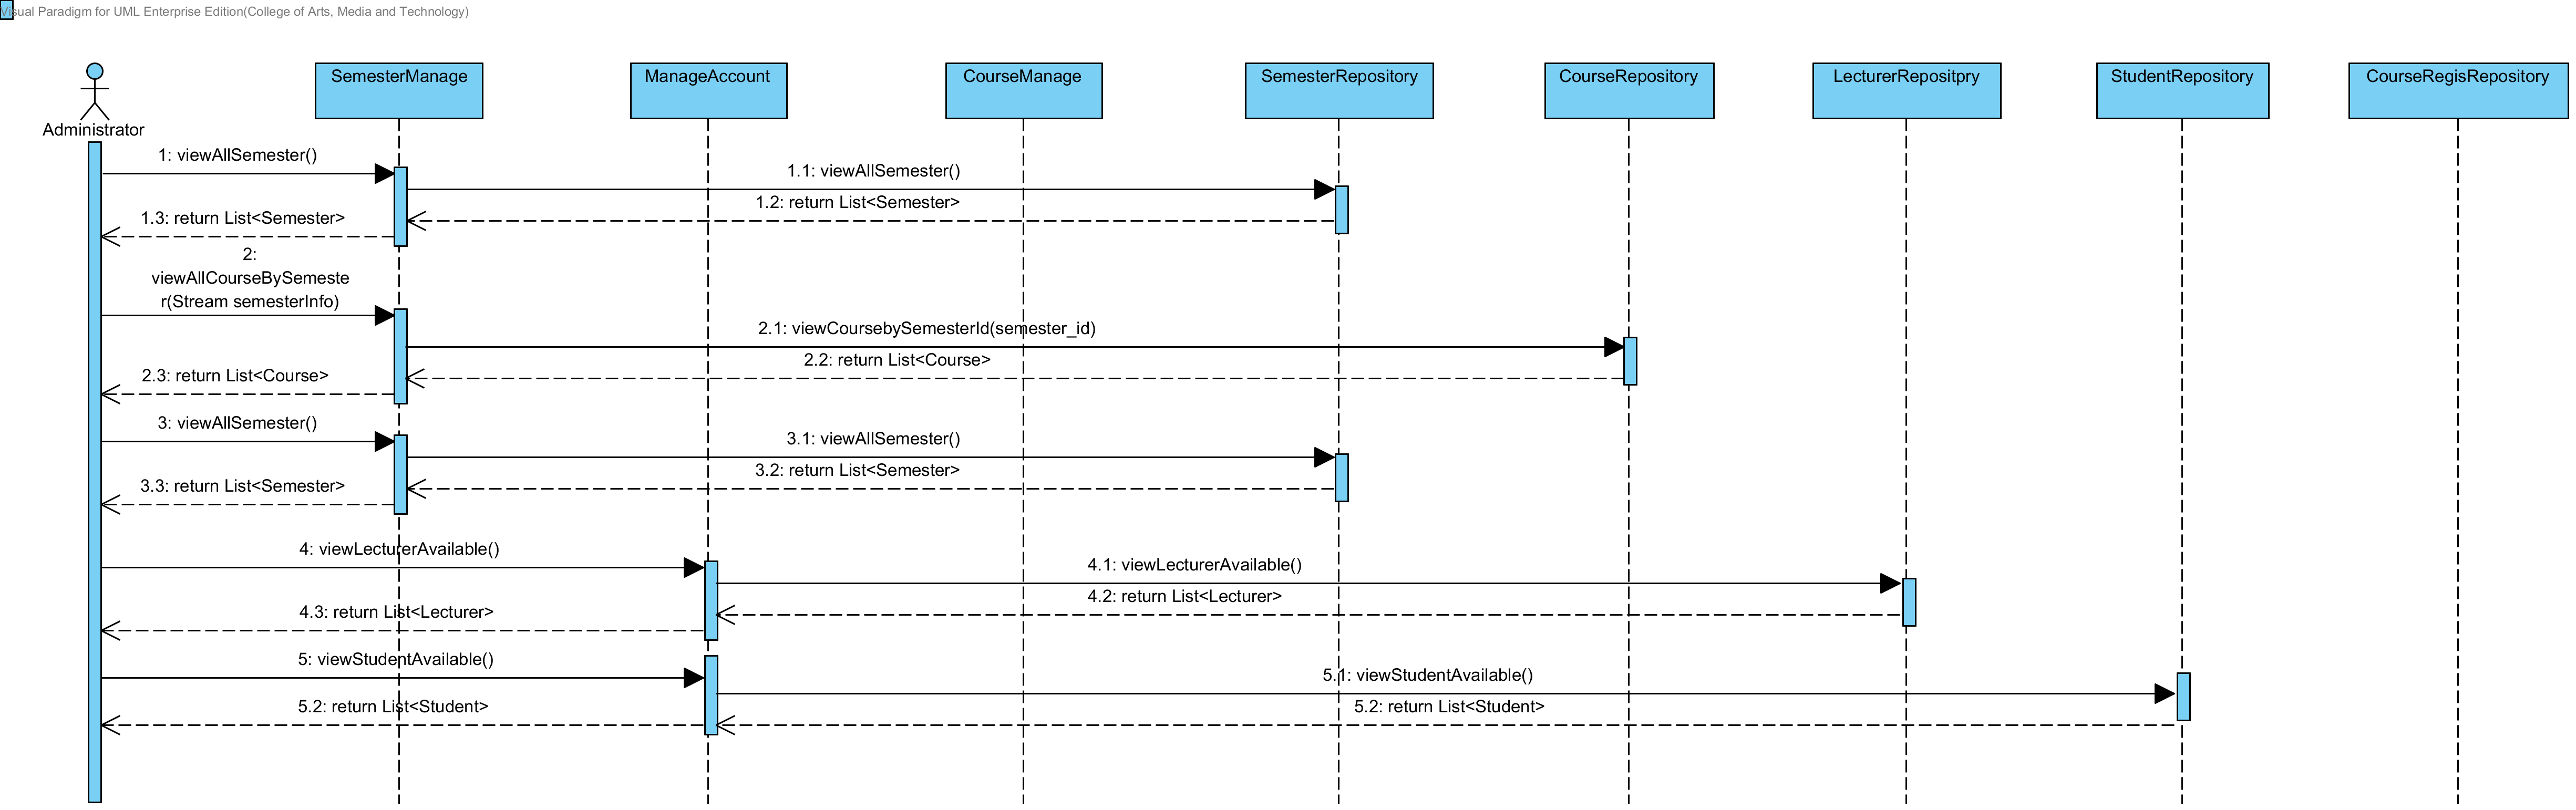 Visual Paradigm for UML Enterprise Edition(College of Arts, Media and Technology)
SemesterManage
ManageAccount
CourseManage
SemesterRepository
CourseRepository
LecturerRepositpry
StudentRepository
CourseRegisRepository
Administrator
1: viewAllSemester()
1.1: viewAllSemester()
1.2: return List<Semester>
1.3: return List<Semester>
2:
viewAllCourseBySemeste
r(Stream semesterInfo)
2.1: viewCoursebySemesterId(semester_id)
2.2: return List<Course>
2.3: return List<Course>
3: viewAllSemester()
3.1: viewAllSemester()
3.2: return List<Semester>
3.3: return List<Semester>
4: viewLecturerAvailable()
4.1: viewLecturerAvailable()
4.2: return List<Lecturer>
4.3: return List<Lecturer>
5: viewStudentAvailable()
5.1: viewStudentAvailable()
5.2: return List<Student>
5.2: return List<Student>